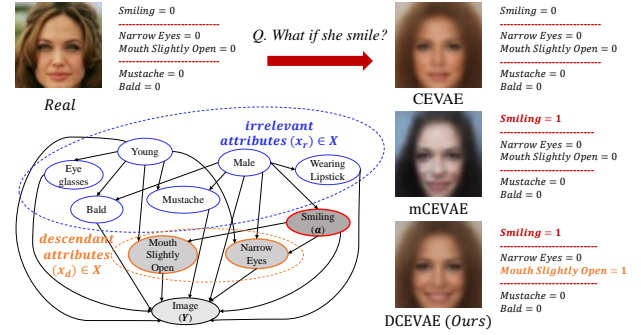 Smiling = 0
Narrow Eyes = 0
Mouth Slightly Open = 0
Mustache = 0
Bald = 0
Real
Q. What if she smile?
Smiling = 0
Narrow Eyes = 0
Mouth Slightly Open = 0
Mustache = 0
Bald = 0
CEVAE
irrelevant
attributes (x_r) ∈ X
Young
Male
Eye
glasses
Wearing
Lipstick
Bald
Mustache
Smiling
(a)
descendant
attributes
(x_d) ∈ X
Mouth
Slightly
Open
Narrow
Eyes
Image
(Y)
Smiling = 1
Narrow Eyes = 0
Mouth Slightly Open = 0
Mustache = 0
Bald = 0
mCEVAE
Smiling = 1
Narrow Eyes = 0
Mouth Slightly Open = 1
Mustache = 0
Bald = 0
DCEVAE (Ours)